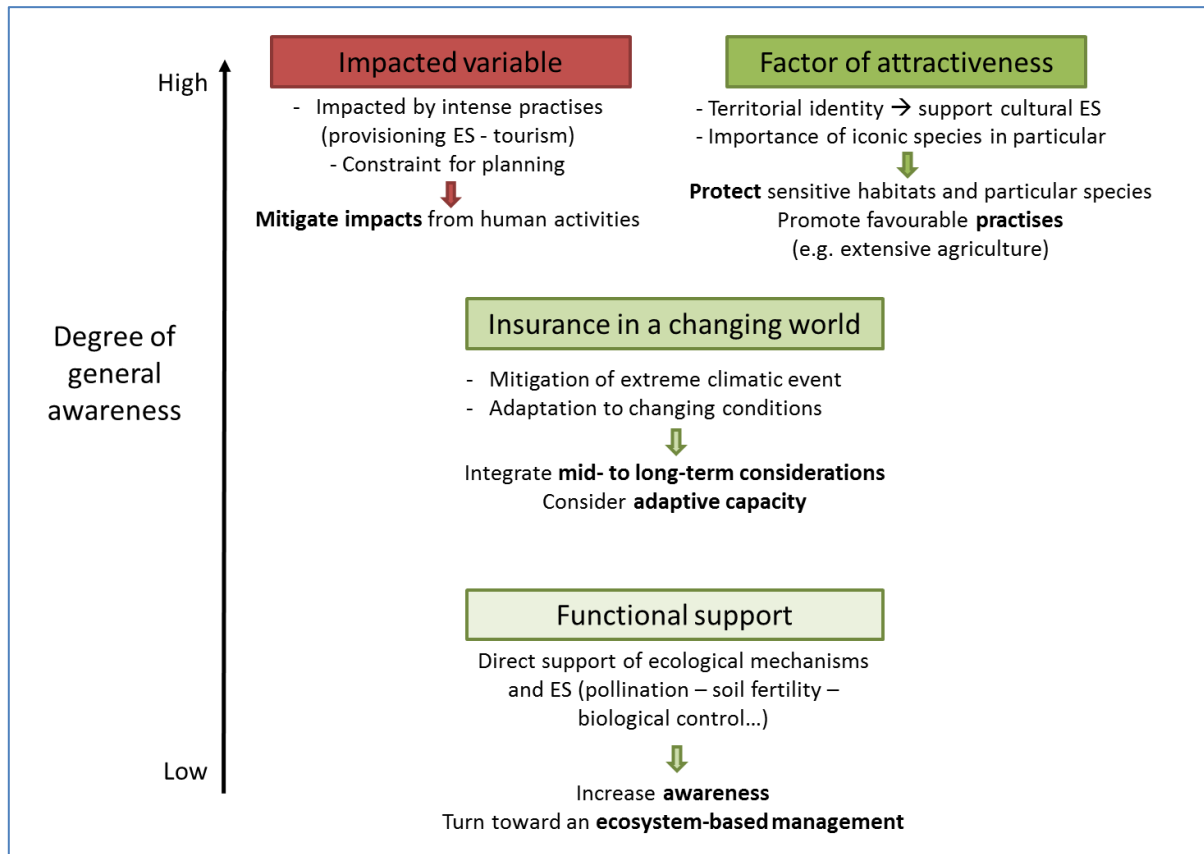 High
Impacted variable
- Impacted by intense practises
(provisioning ES - tourism)
- Constraint for planning
Mitigate impacts from human activities
Factor of attractiveness
- Territorial identity → support cultural ES
- Importance of iconic species in particular
Protect sensitive habitats and particular species
Promote favourable practises
(e.g. extensive agriculture)
Degree of
general
awareness
Insurance in a changing world
- Mitigation of extreme climatic event
- Adaptation to changing conditions
Integrate mid- to long-term considerations
Consider adaptive capacity
Functional support
Direct support of ecological mechanisms
and ES (pollination – soil fertility –
biological control…)
Low
Increase awareness
Turn toward an ecosystem-based management